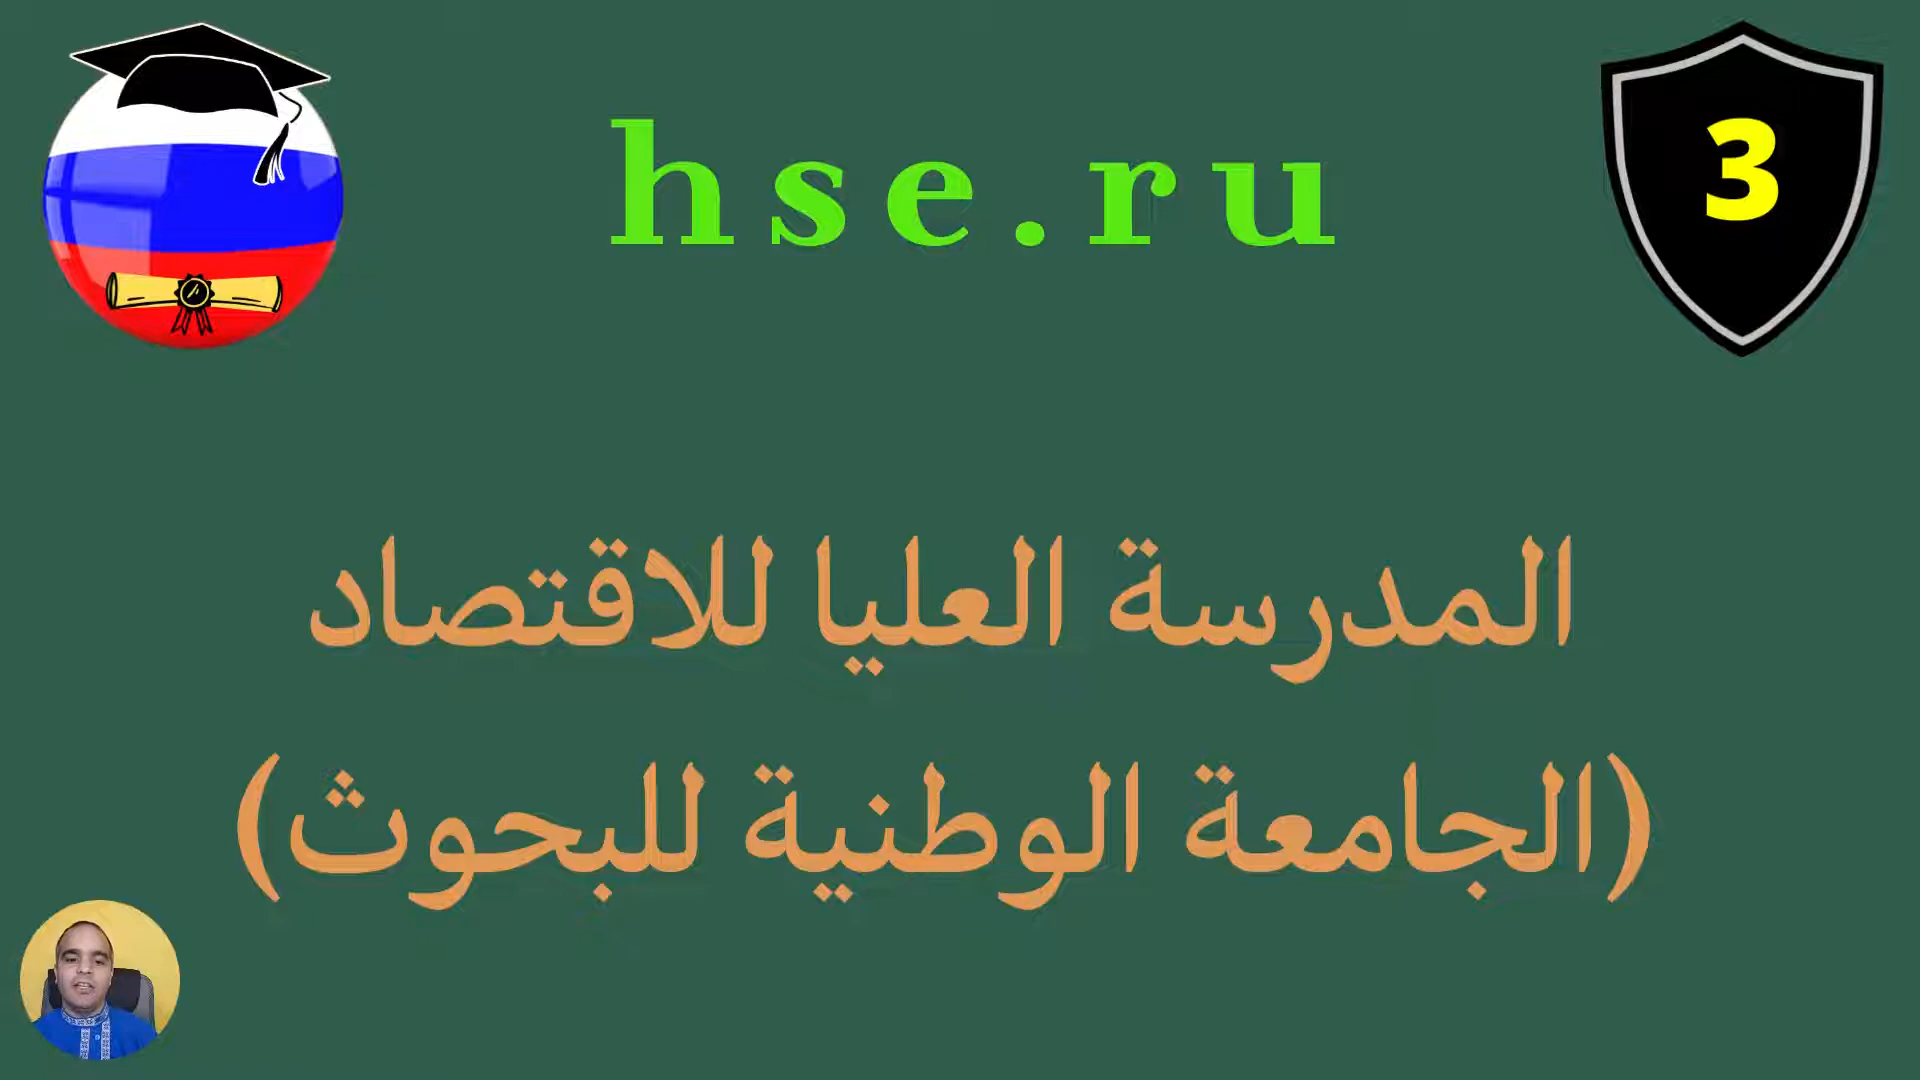 hse.ru
3
المدرسة العليا للاقتصاد
(الجامعة الوطنية للبحوث)